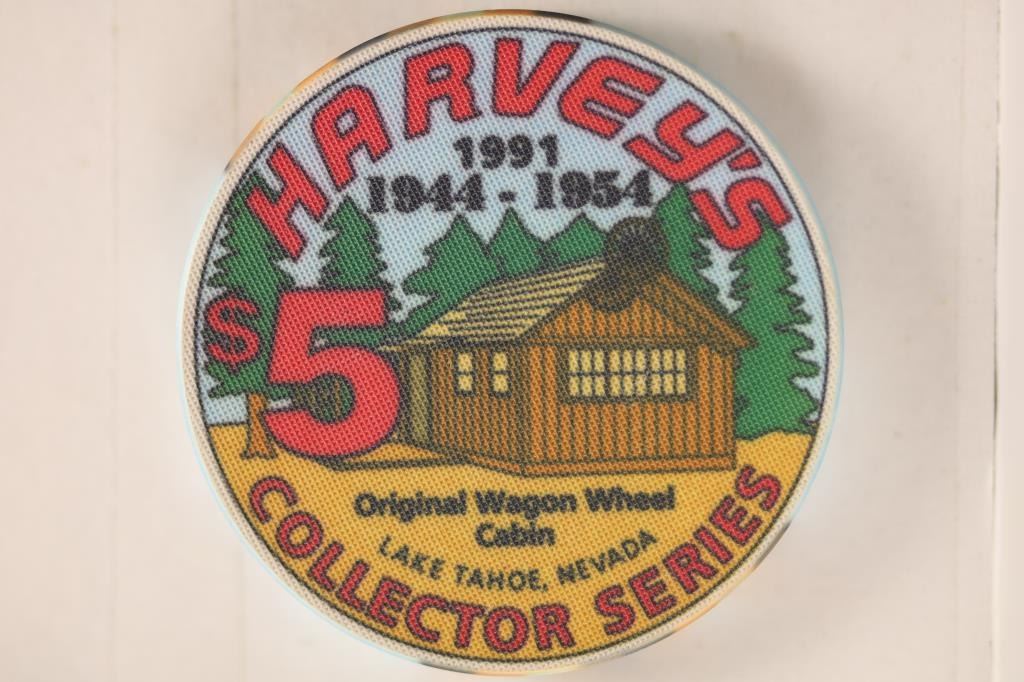 HARVEY'S
1991
1944 - 1954
$5
Original Wagon Wheel
Cabin
LAKE TAHOE, NEVADA
COLLECTOR SERIES